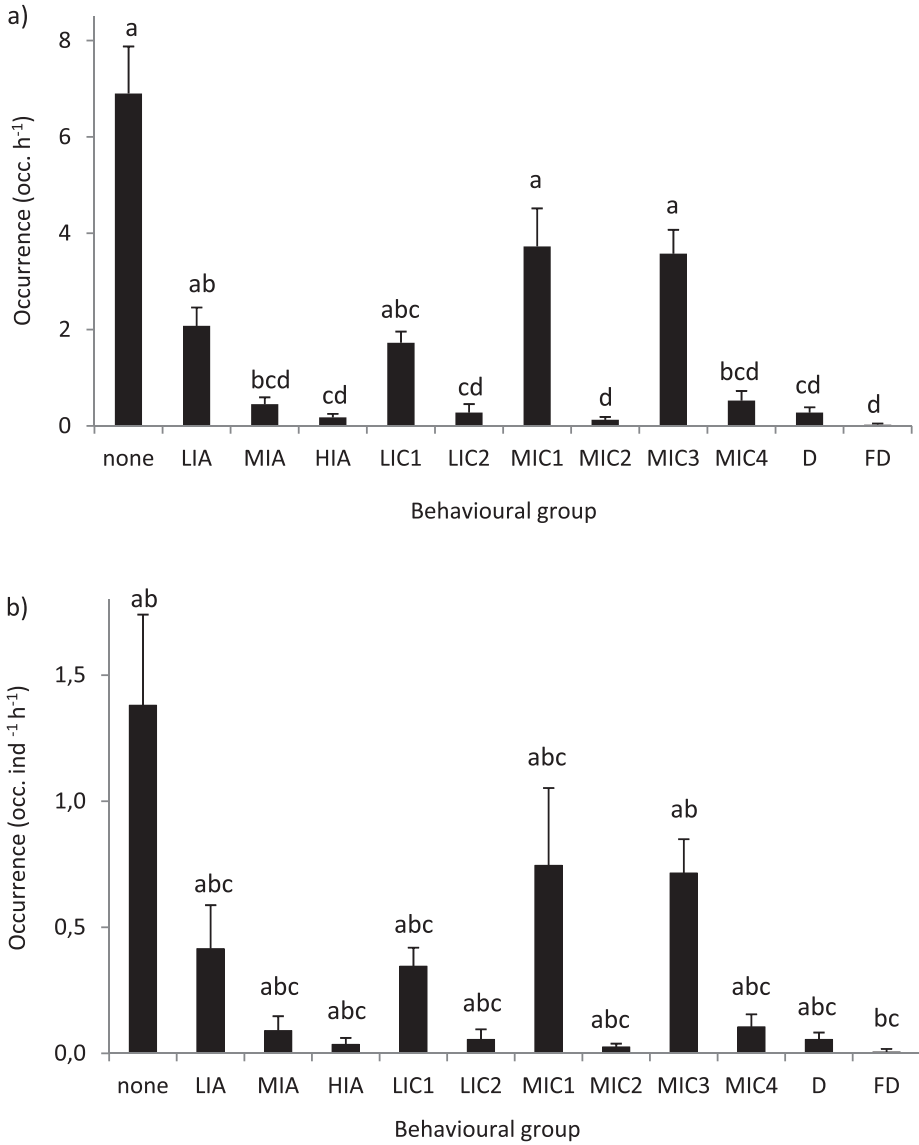 a)
Occurrence (occ. h-1)
8
6
4
2
0
a
ab
bcd
cd
abc
cd
a
d
a
bcd
cd
d
none LIA MIA HIA LIC1 LIC2 MIC1 MIC2 MIC3 MIC4 D FD
Behavioural group
b)
Occurrence (occ. ind -1 h-1)
1,5
1,0
0,5
0,0
ab
abc
abc
abc
abc
abc
abc
abc
ab
abc
abc
bc
none LIA MIA HIA LIC1 LIC2 MIC1 MIC2 MIC3 MIC4 D FD
Behavioural group